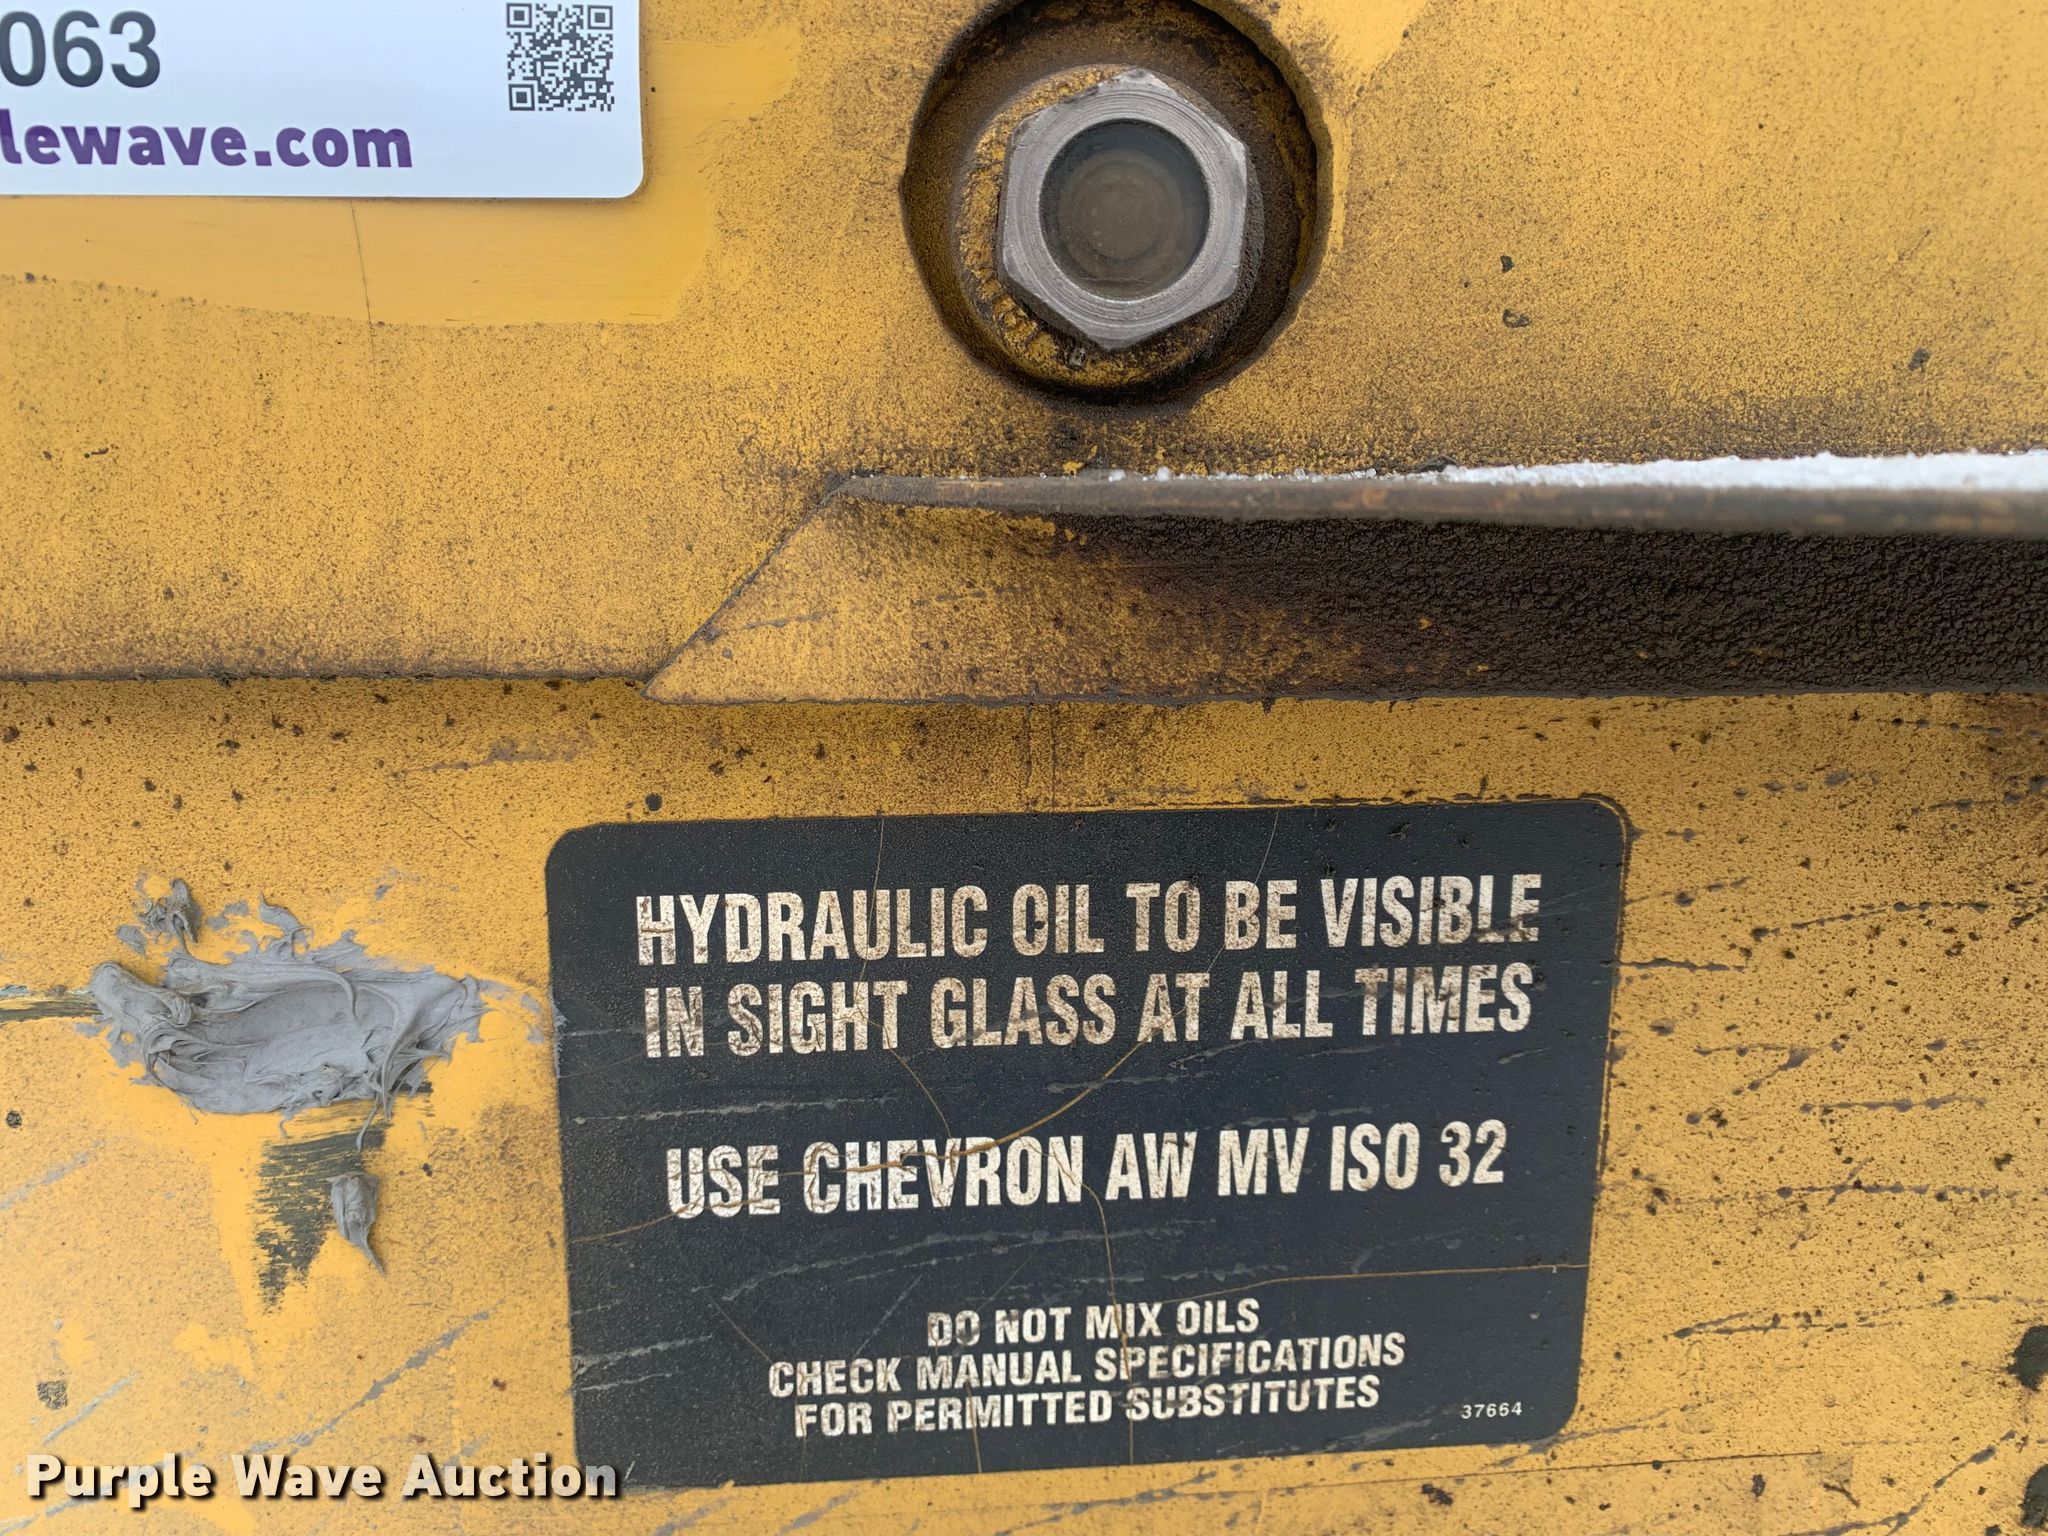 063
lewave.com
HYDRAULIC OIL TO BE VISIBLE
IN SIGHT GLASS AT ALL TIMES
USE CHEVRON AW MV ISO 32
DO NOT MIX OILS
CHECK MANUAL SPECIFICATIONS
FOR PERMITTED SUBSTITUTES
37664
Purple Wave Auction